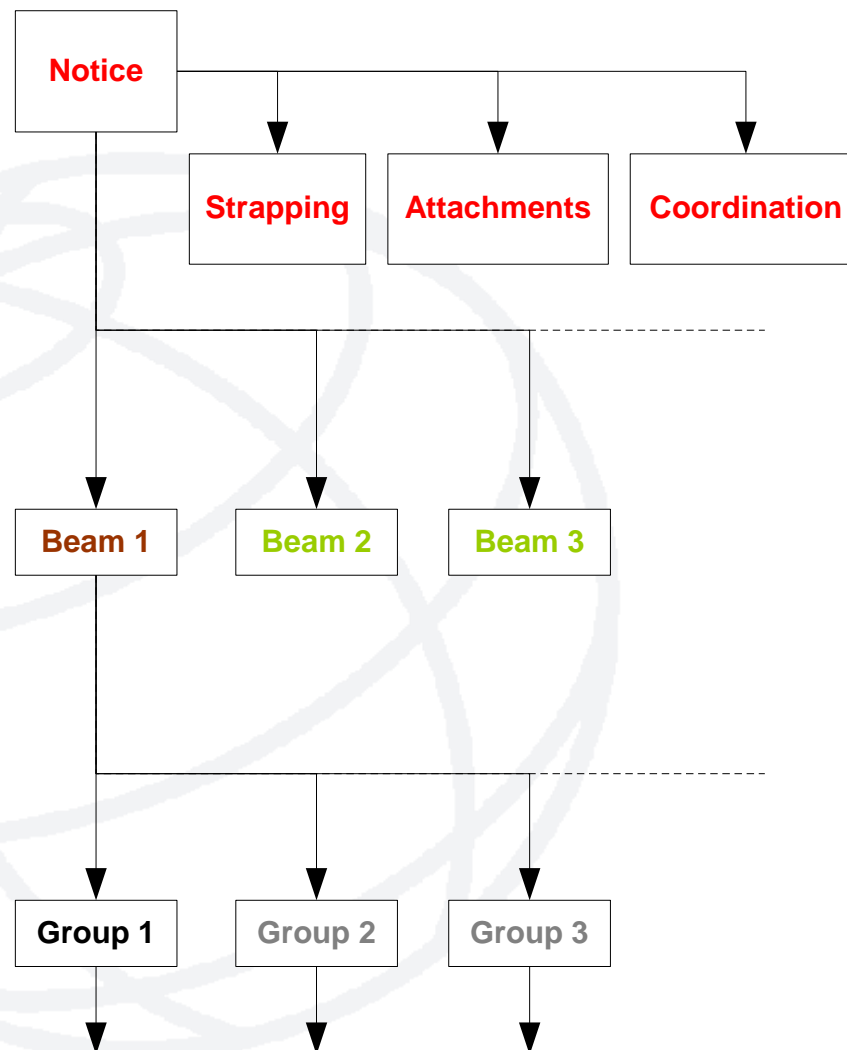 Notice
Strapping
Attachments
Coordination
Beam 1
Beam 2
Beam 3
Group 1
Group 2
Group 3